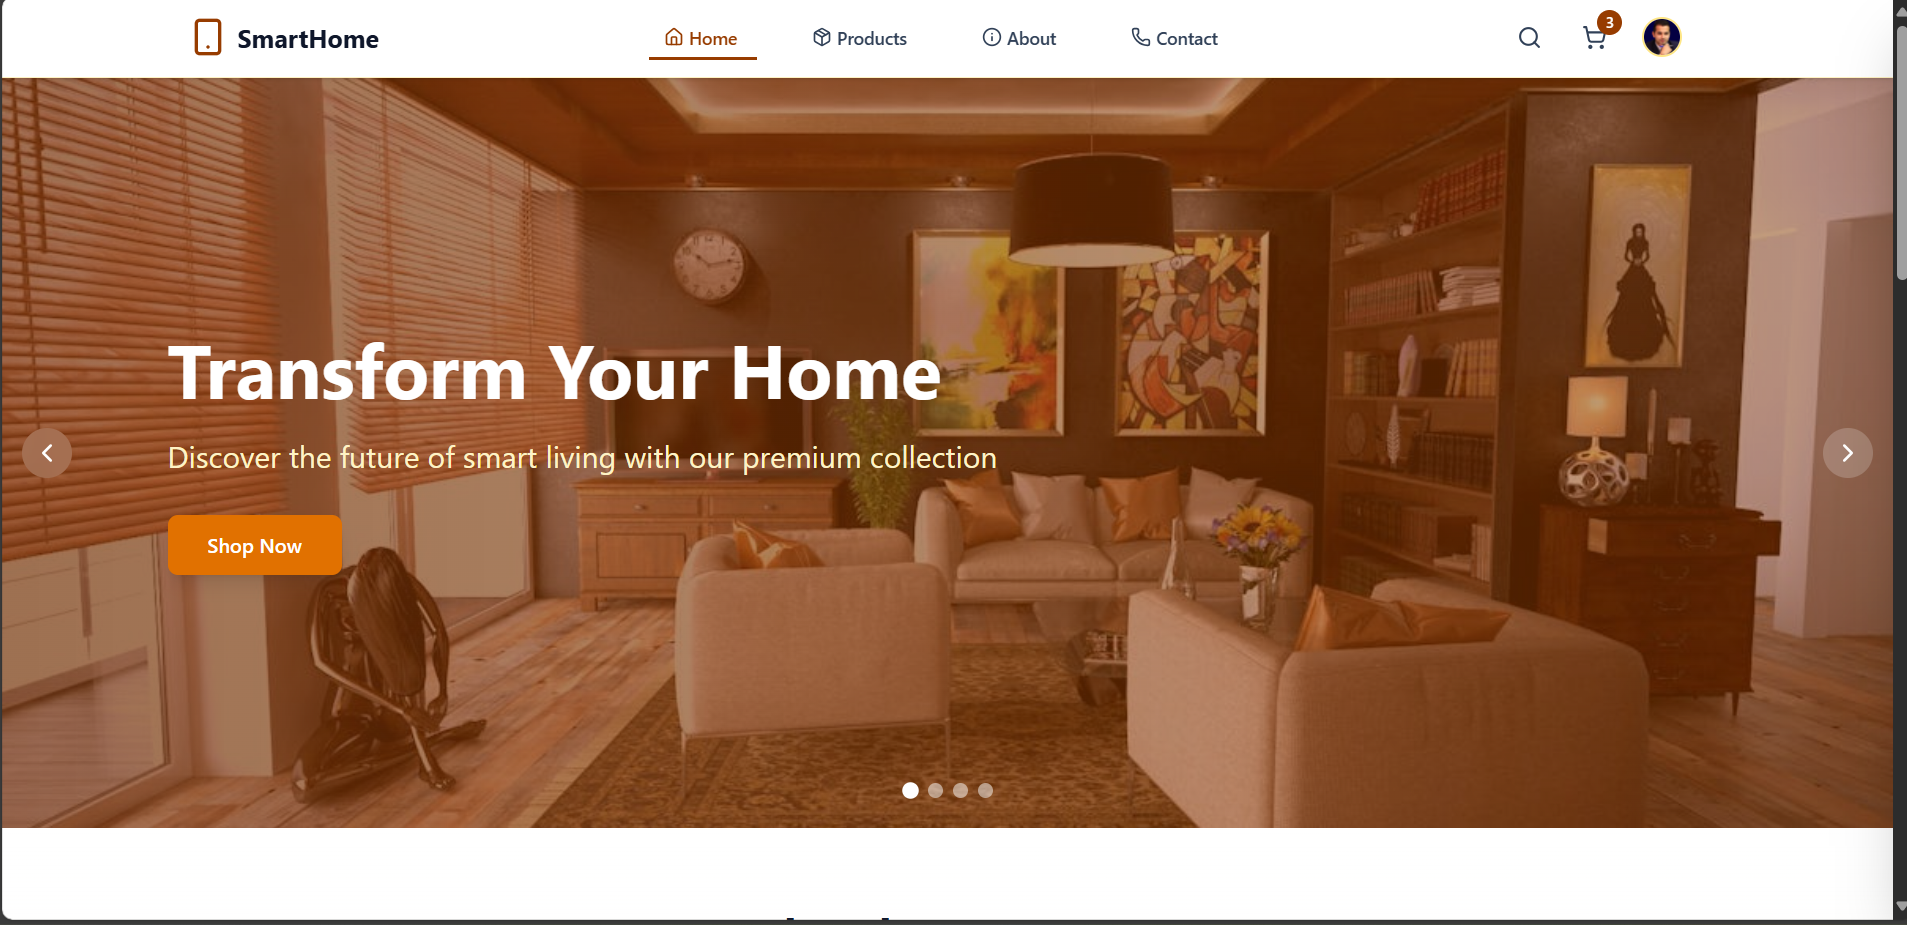 SmartHome
Home
Products
About
Contact
3
Transform Your Home
Discover the future of smart living with our premium collection
Shop Now